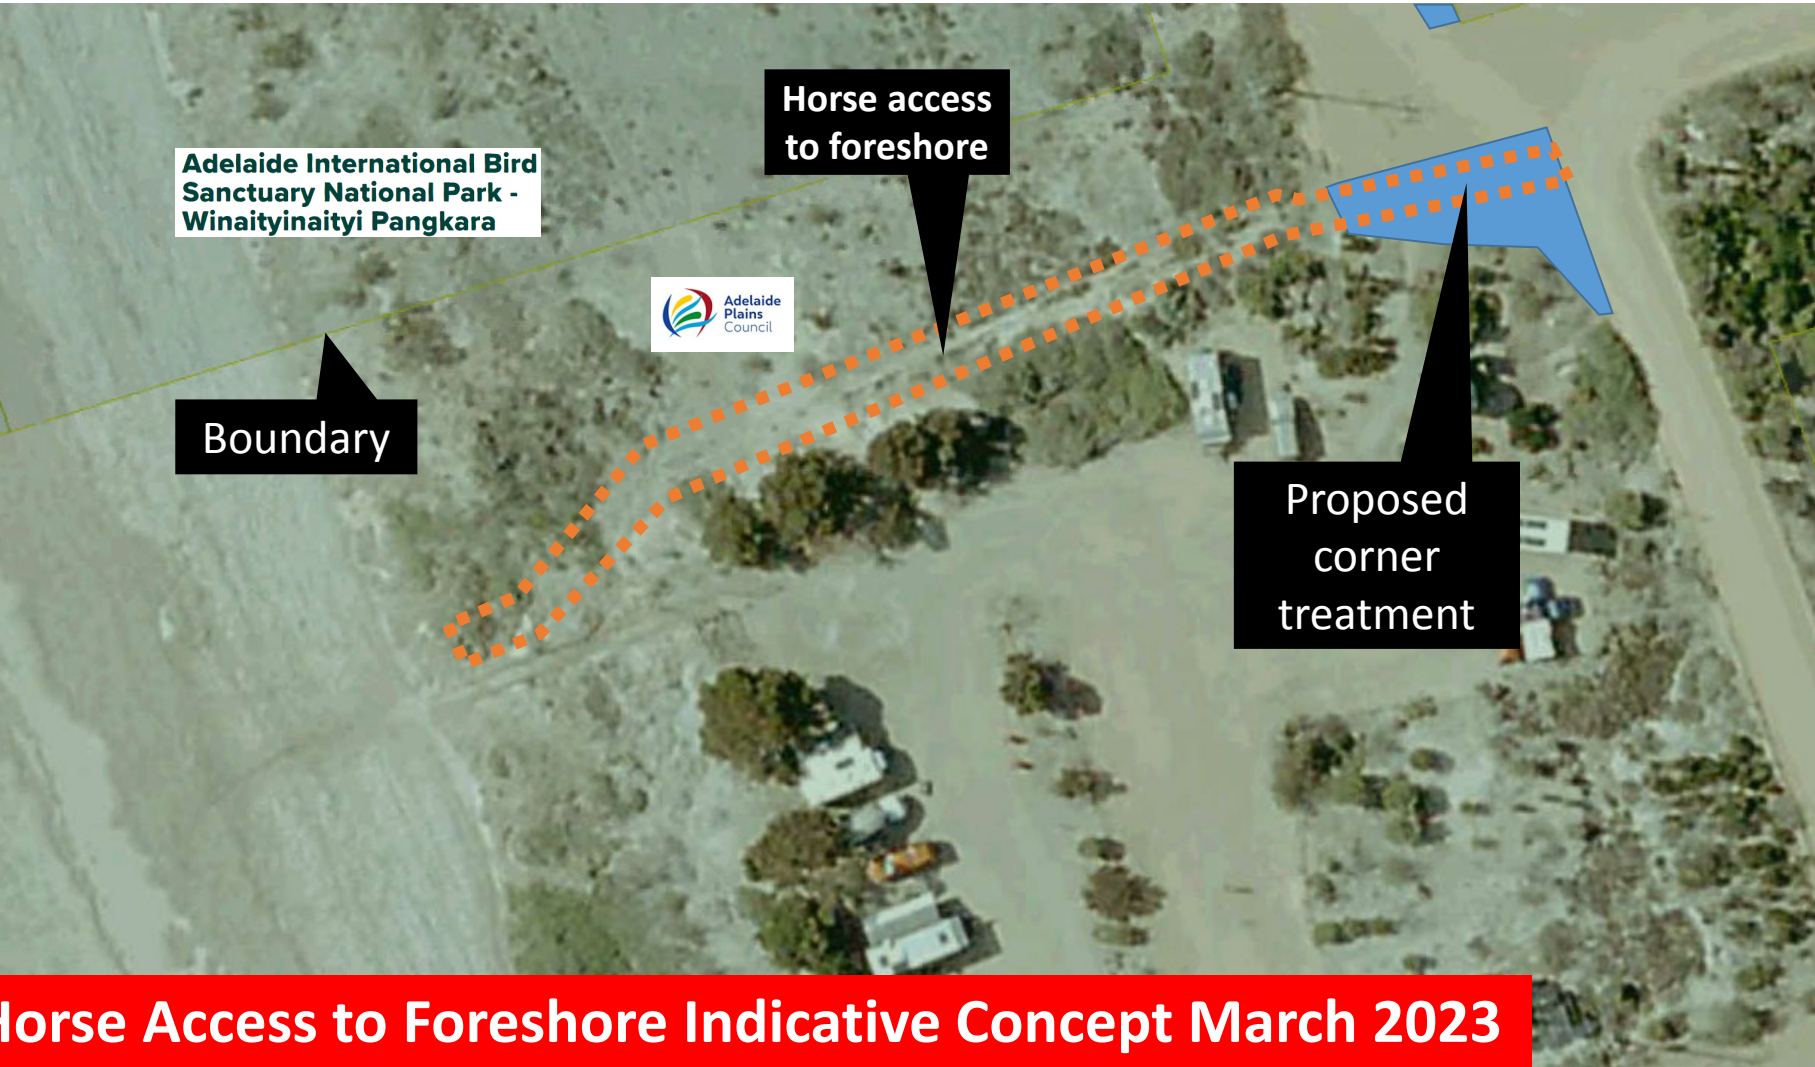 Horse access
to foreshore
Adelaide International Bird
Sanctuary National Park -
Winaityinaityi Pangkara
Adelaide
Plains
Council
Boundary
Proposed
corner
treatment
Horse Access to Foreshore Indicative Concept March 2023